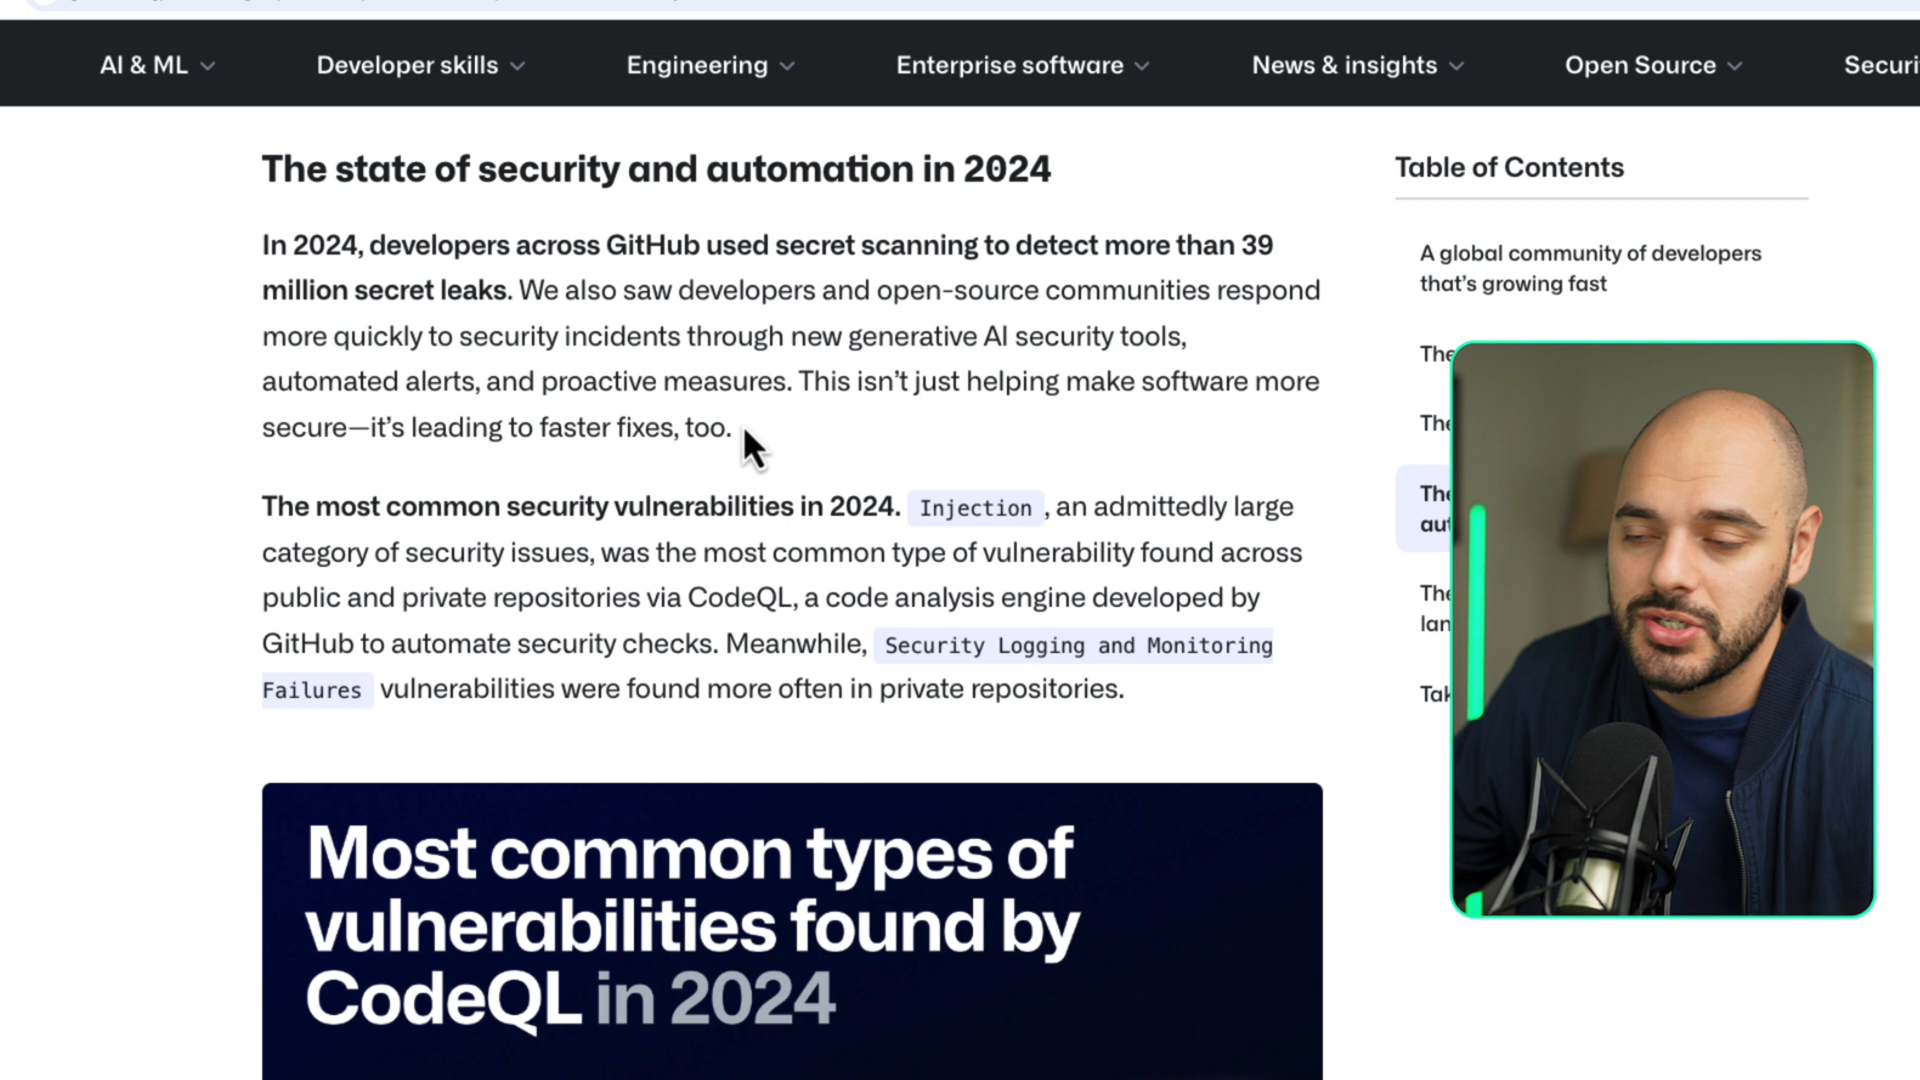 AI & ML
Developer skills
Engineering
Enterprise software
News & insights
Open Source
Securi
The state of security and automation in 2024
In 2024, developers across GitHub used secret scanning to detect more than 39
million secret leaks. We also saw developers and open-source communities respond
more quickly to security incidents through new generative AI security tools,
automated alerts, and proactive measures. This isn’t just helping make software more
secure—it’s leading to faster fixes, too.
The most common security vulnerabilities in 2024. Injection, an admittedly large
category of security issues, was the most common type of vulnerability found across
public and private repositories via CodeQL, a code analysis engine developed by
GitHub to automate security checks. Meanwhile, Security Logging and Monitoring
Failures vulnerabilities were found more often in private repositories.
Most common types of
vulnerabilities found by
CodeQL in 2024
Table of Contents
A global community of developers
that’s growing fast
The
The
The
aut
The
lan
Tak